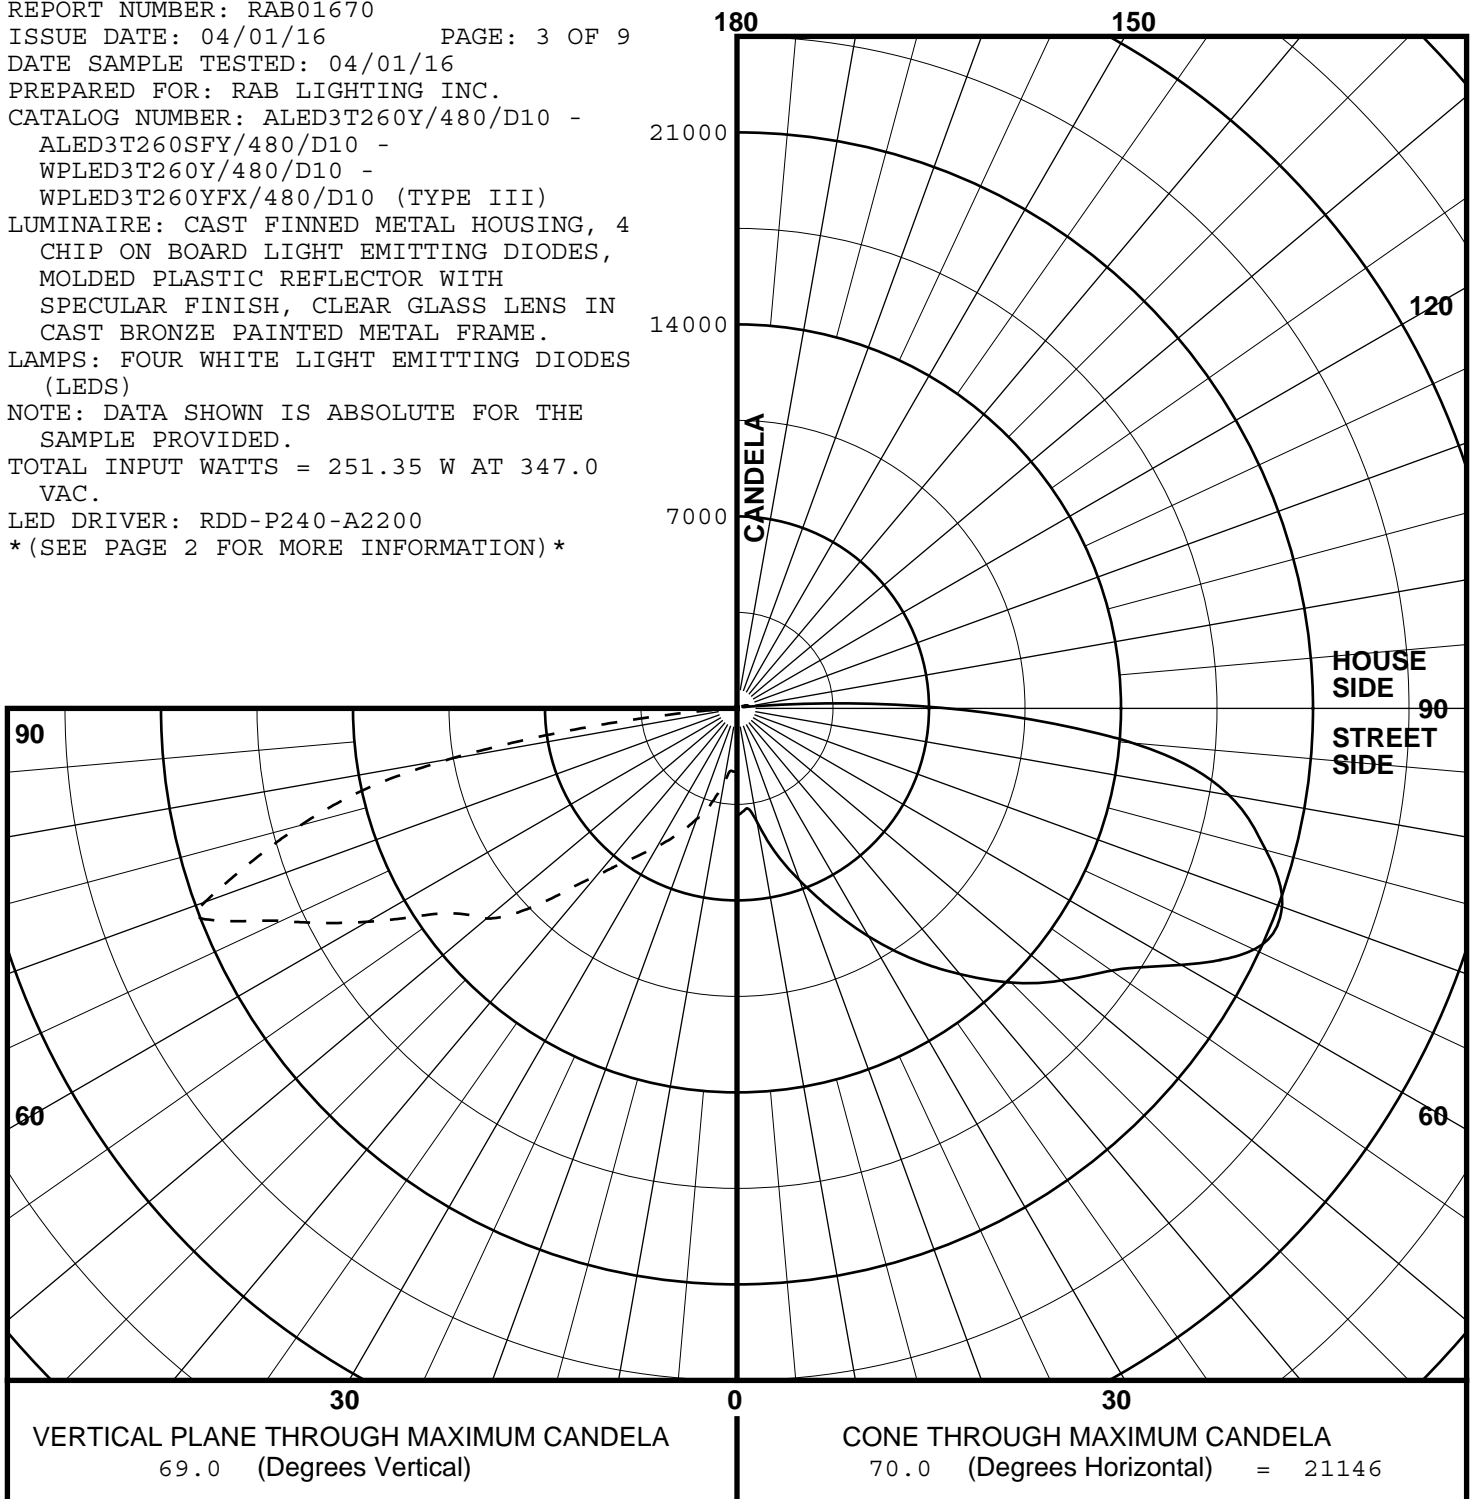 REPORT NUMBER: RAB01670
ISSUE DATE: 04/01/16 PAGE: 3 OF 9
DATE SAMPLE TESTED: 04/01/16
PREPARED FOR: RAB LIGHTING INC.
CATALOG NUMBER: ALED3T260Y/480/D10 -
ALED3T260SFY/480/D10 -
WPLED3T260Y/480/D10 -
WPLED3T260YFX/480/D10 (TYPE III)
LUMINAIRE: CAST FINNED METAL HOUSING, 4
CHIP ON BOARD LIGHT EMITTING DIODES,
MOLDED PLASTIC REFLECTOR WITH
SPECULAR FINISH, CLEAR GLASS LENS IN
CAST BRONZE PAINTED METAL FRAME.
LAMPS: FOUR WHITE LIGHT EMITTING DIODES
(LEDS)
NOTE: DATA SHOWN IS ABSOLUTE FOR THE
SAMPLE PROVIDED.
TOTAL INPUT WATTS = 251.35 W AT 347.0
VAC.
LED DRIVER: RDD-P240-A2200
*(SEE PAGE 2 FOR MORE INFORMATION)*
180
150
21000
120
14000
CANDELA
7000
HOUSE
SIDE
90
90
STREET
SIDE
60
60
30
0
30
VERTICAL PLANE THROUGH MAXIMUM CANDELA
69.0 (Degrees Vertical)
CONE THROUGH MAXIMUM CANDELA
70.0 (Degrees Horizontal) = 21146